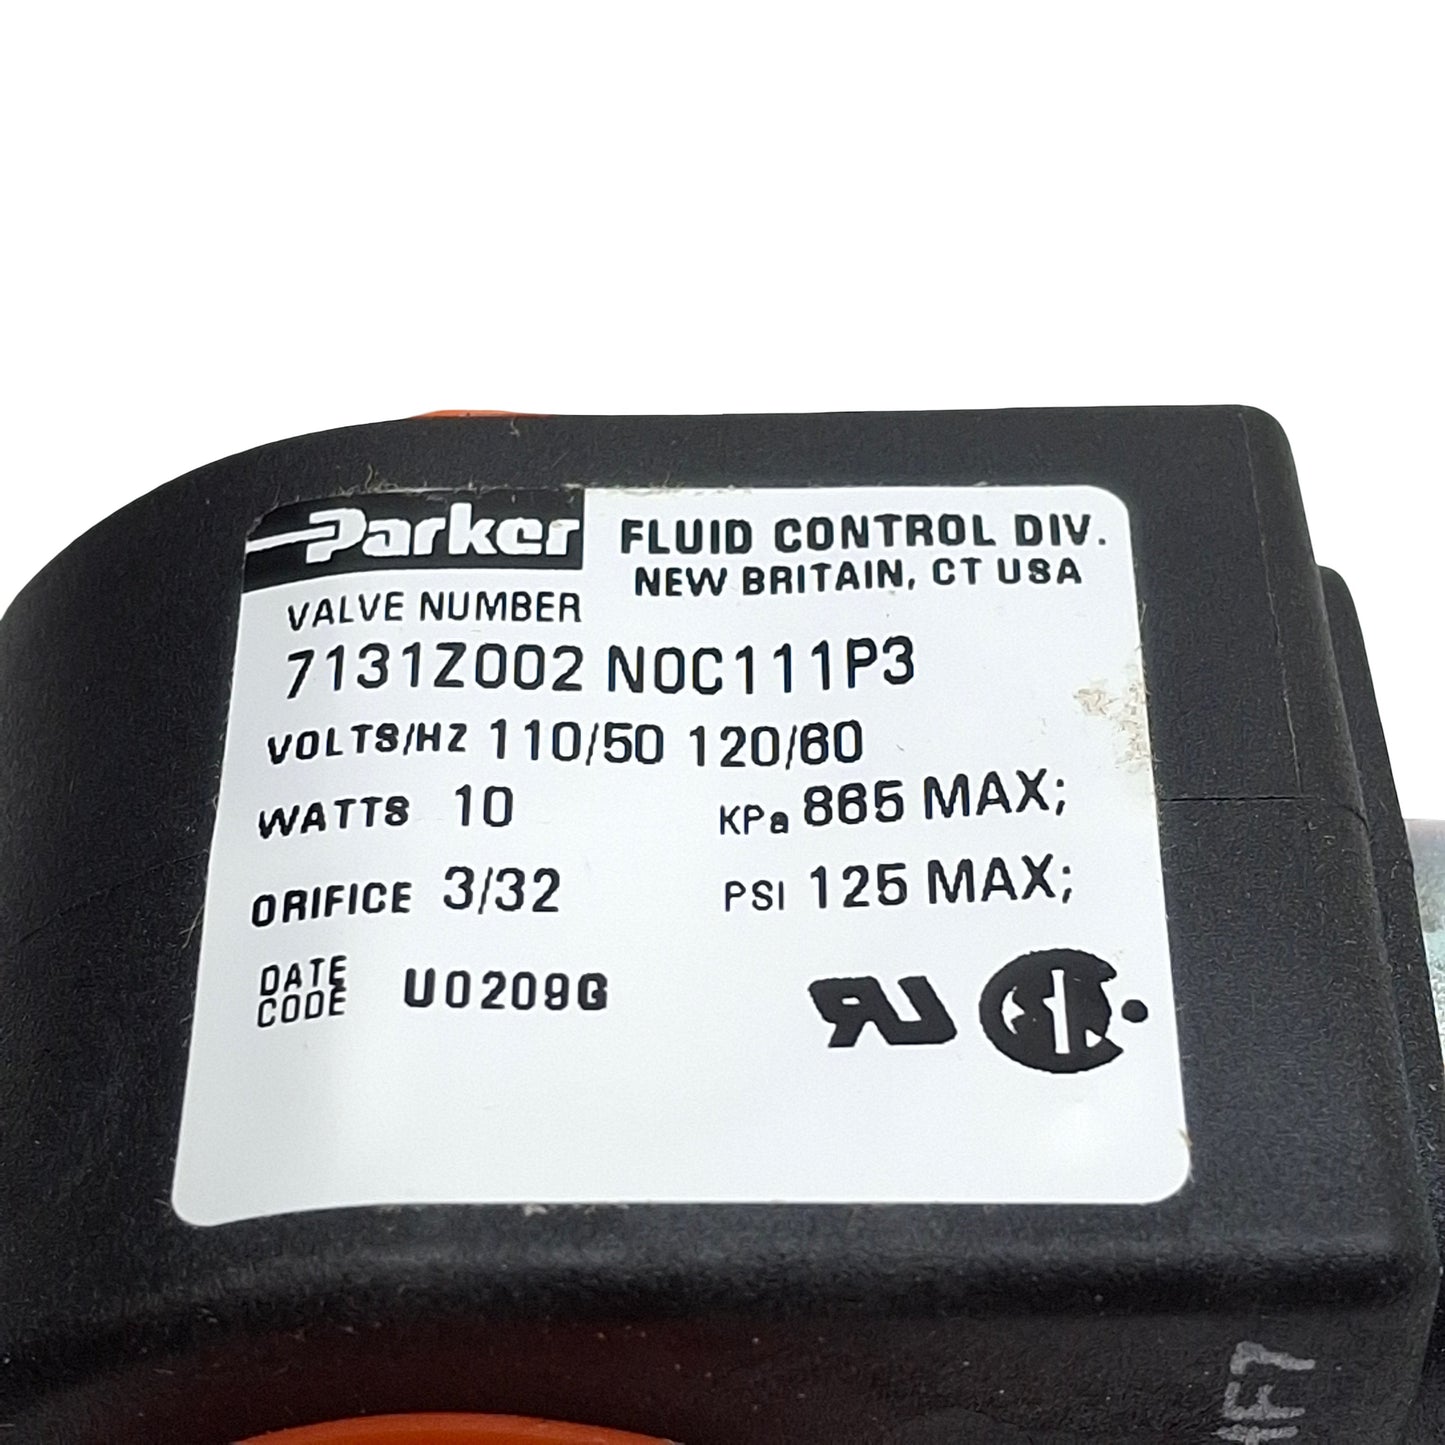 Parker FLUID CONTROL DIV.
NEW BRITAIN, CT USA
VALVE NUMBER
7131Z002 N0C111P3
VOLTS/HZ 110/50 120/60
WATTS 10 KPa 865 MAX;
ORIFICE 3/32 PSI 125 MAX;
DATE CODE U0209G